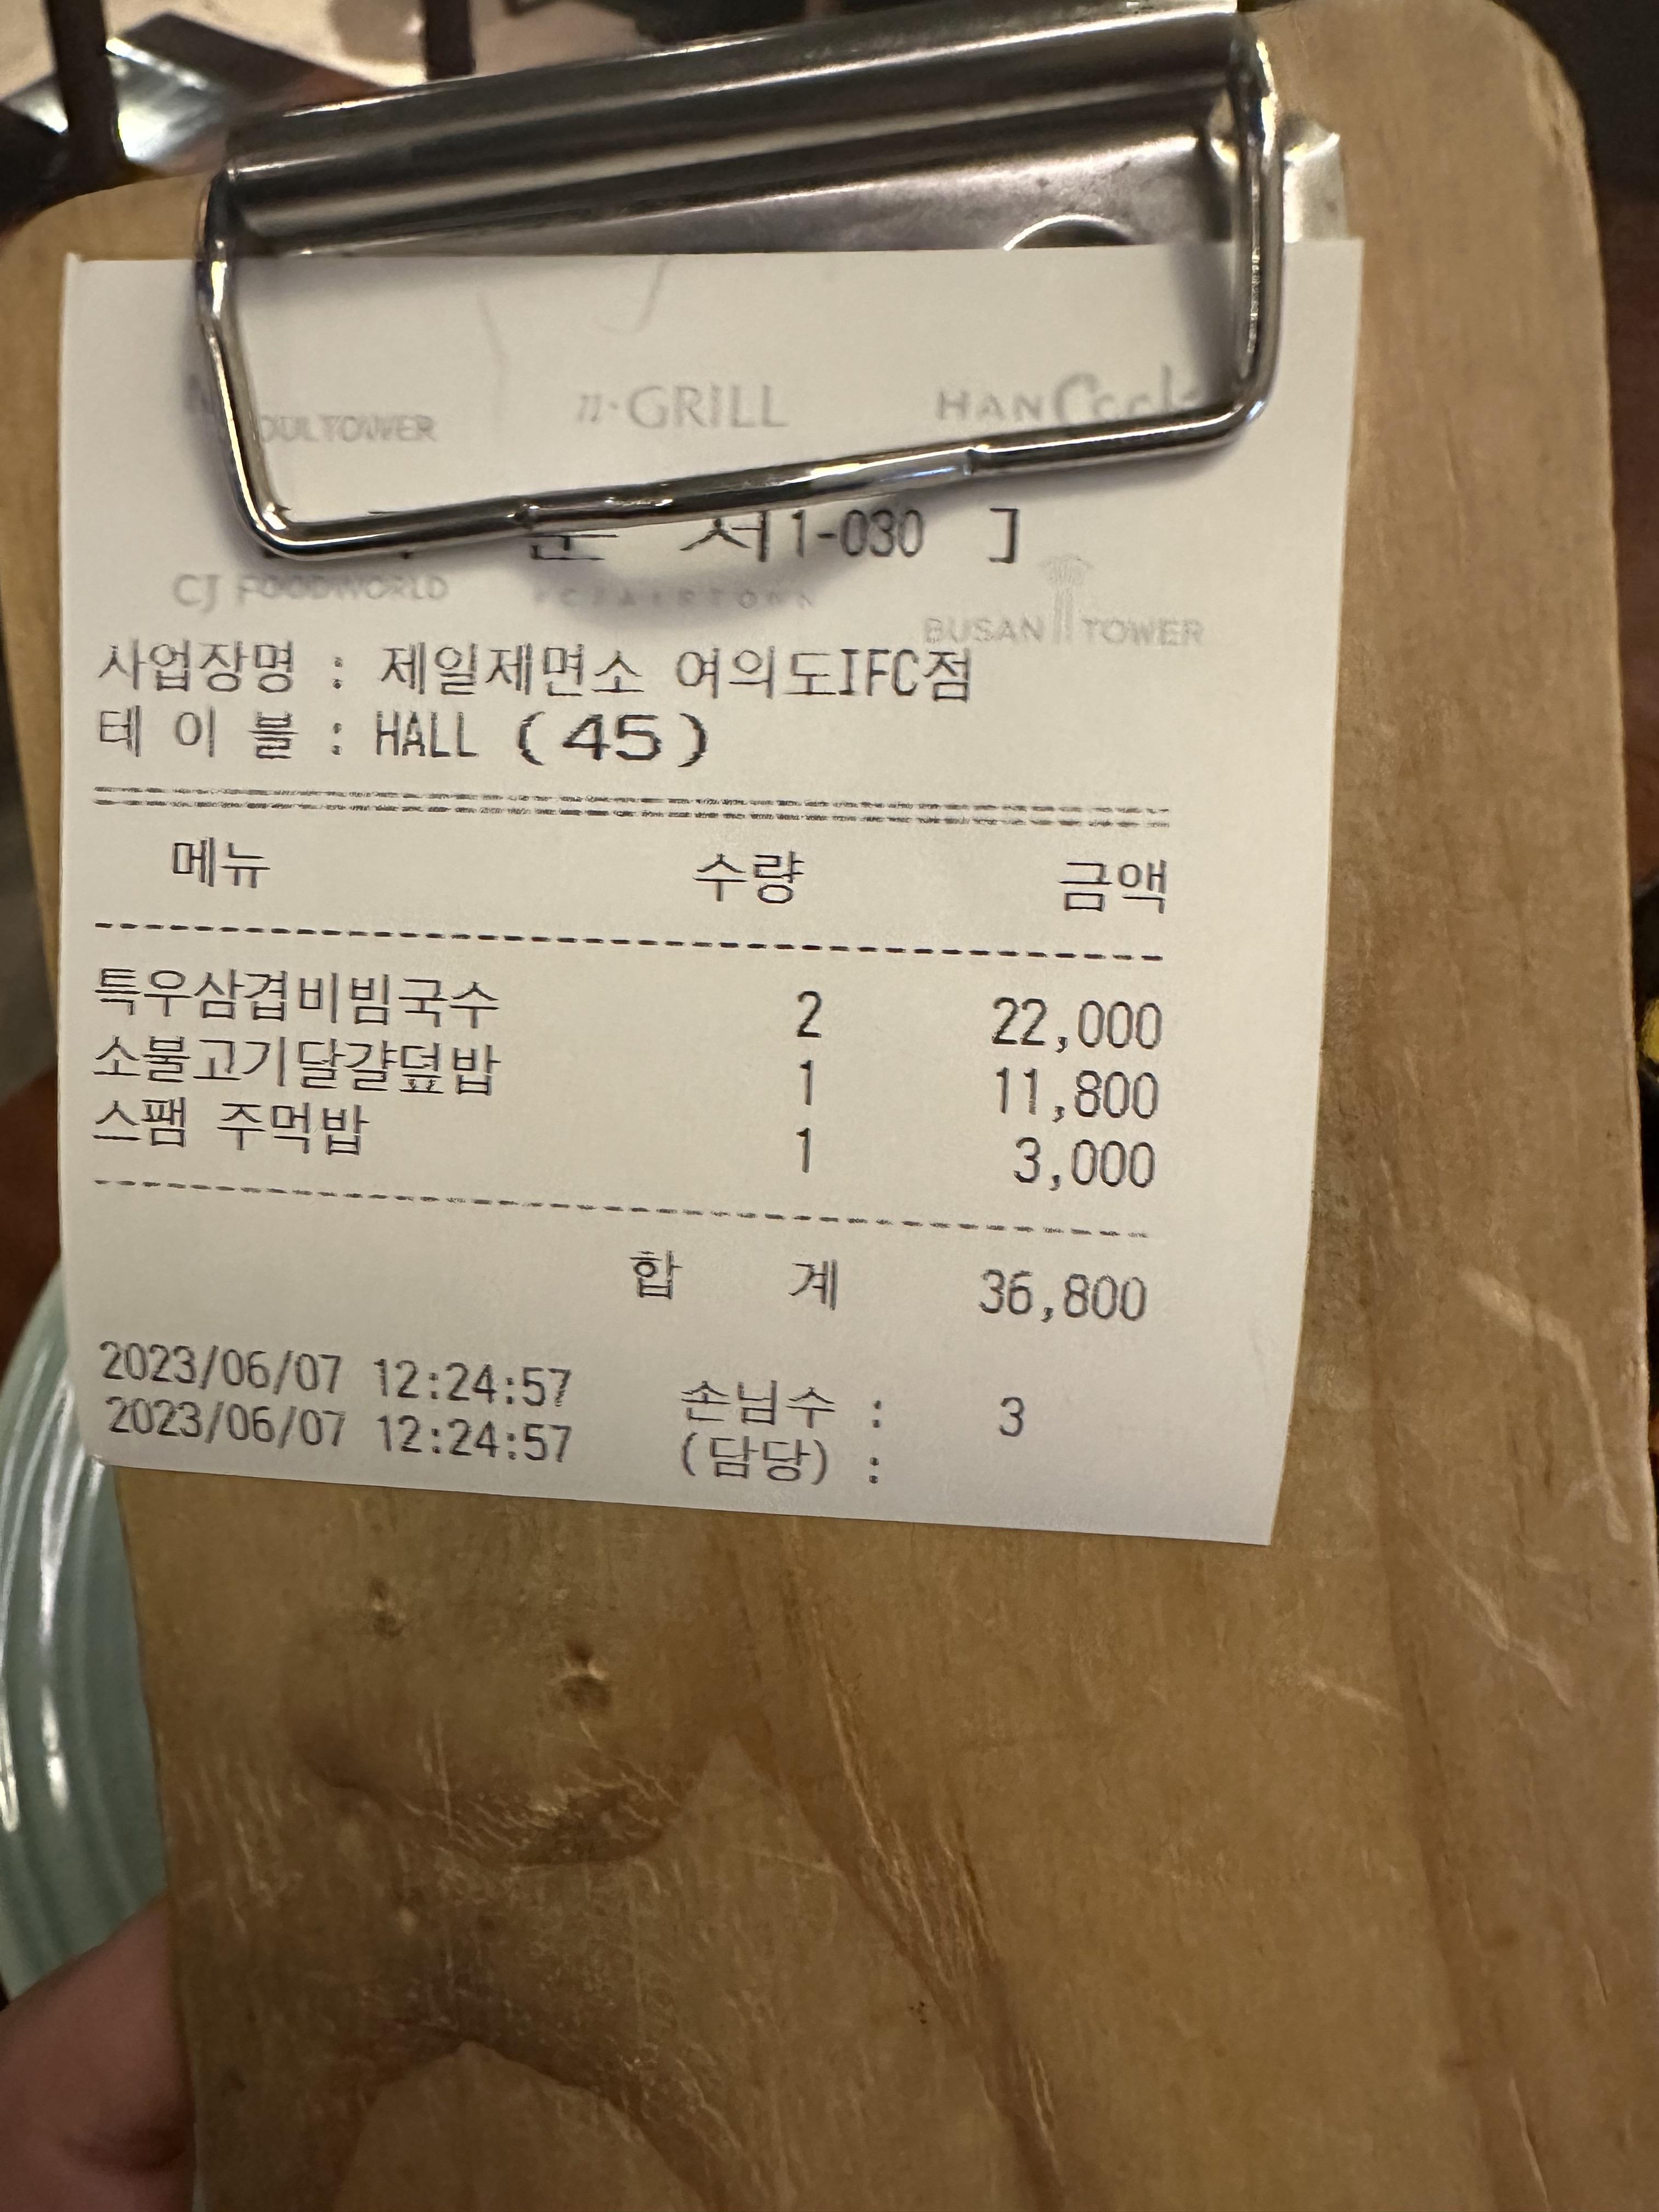 n·GRILL HANCook
서1-030 ]
CJ FOODWORLD
BUSAN TOWER
사업장명 : 제일제면소 여의도IFC점
테 이 블 : HALL (45)
메뉴 수량 금액
특우삼겹비빔국수 2 22,000
소불고기달걀덮밥 1 11,800
스팸 주먹밥 1 3,000
합 계 36,800
2023/06/07 12:24:57 손님수 : 3
2023/06/07 12:24:57 (담당) :